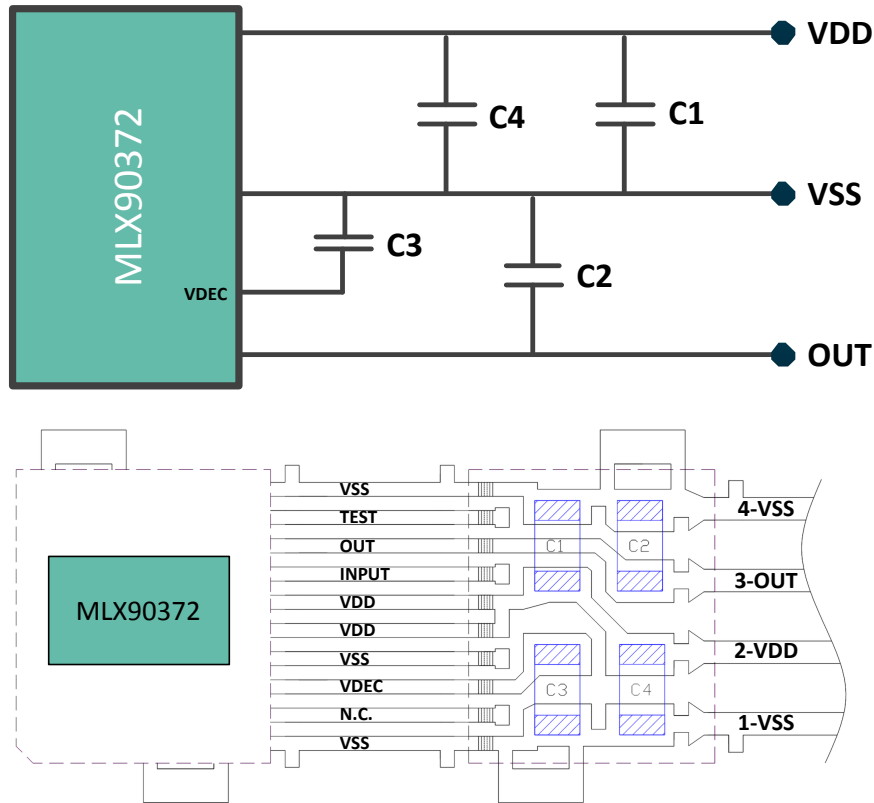 VDD
C4
C1
MLX90372
VSS
C3
C2
VDEC
OUT
VSS
TEST
OUT
INPUT
VDD
VDD
VSS
VDEC
N.C.
VSS
MLX90372
C1
C2
C3
C4
4-VSS
3-OUT
2-VDD
1-VSS